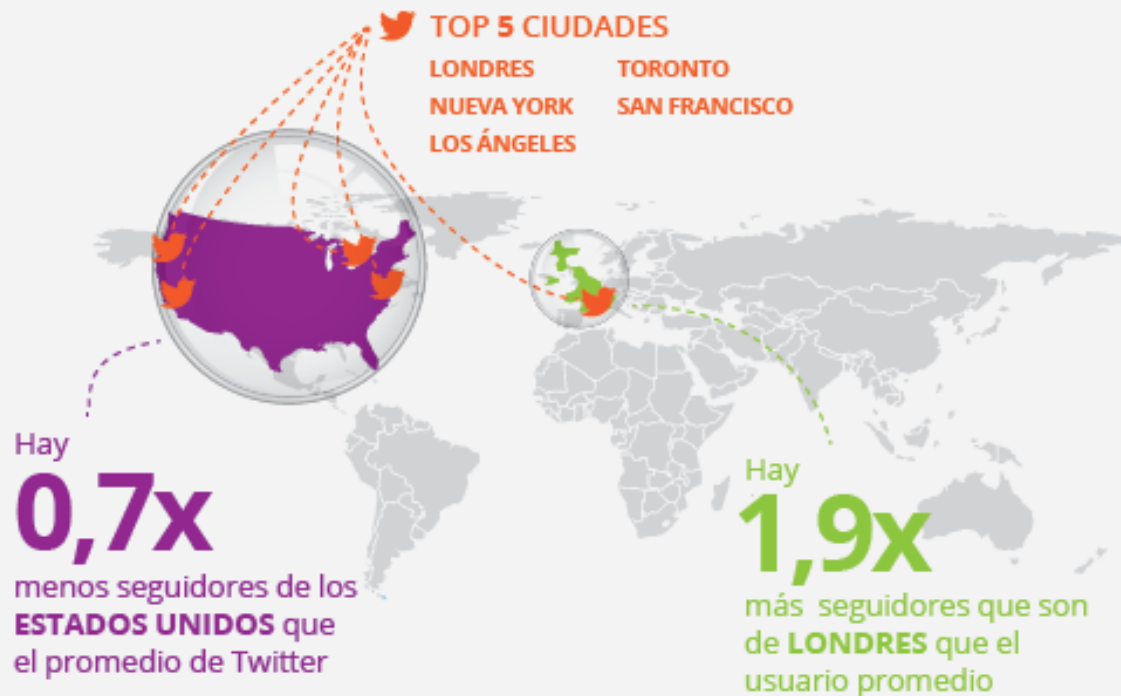 TOP 5 CIUDADES
LONDRES
NUEVA YORK
LOS ÁNGELES
TORONTO
SAN FRANCISCO
Hay
0,7x
menos seguidores de los
ESTADOS UNIDOS que
el promedio de Twitter
Hay
1,9x
más seguidores que son
de LONDRES que el
usuario promedio